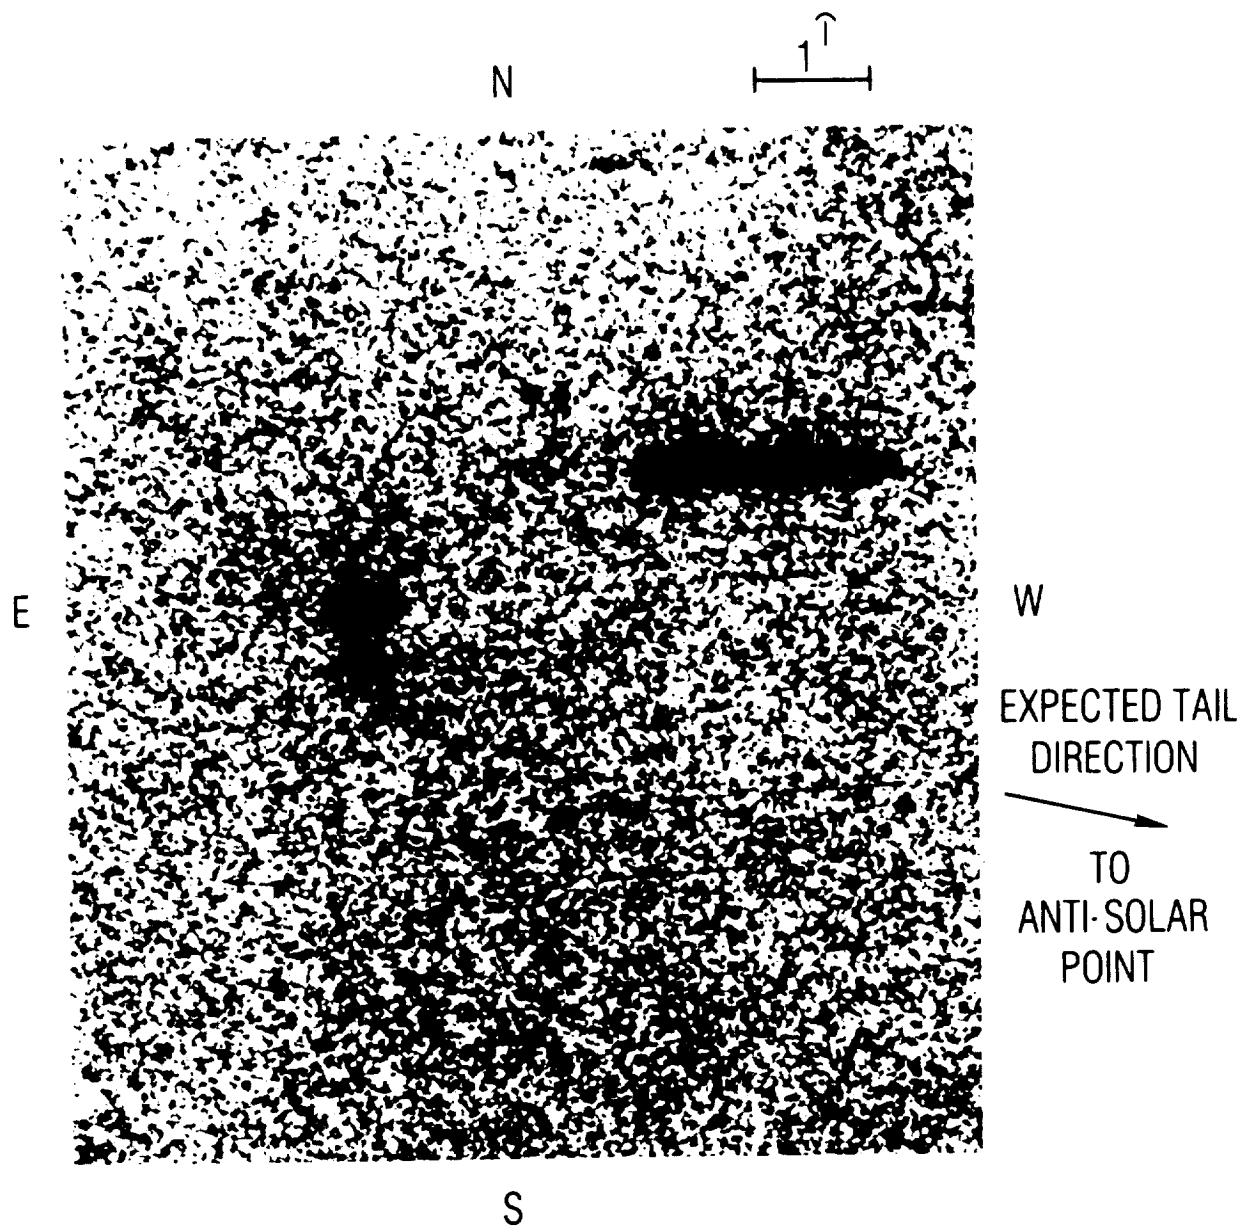 1
N
E
W
EXPECTED TAIL
DIRECTION
TO
ANTI-SOLAR
POINT
S